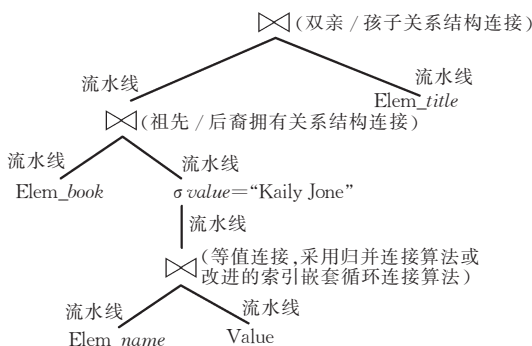 (双亲/孩子关系结构连接)
流水线
流水线
Elem_title
(祖先/后裔拥有关系结构连接)
流水线
流水线
Elem_book
σ value=“Kaily Jone”
流水线
(等值连接,采用归并连接算法或
改进的索引嵌套循环连接算法)
流水线
流水线
Elem_name
Value